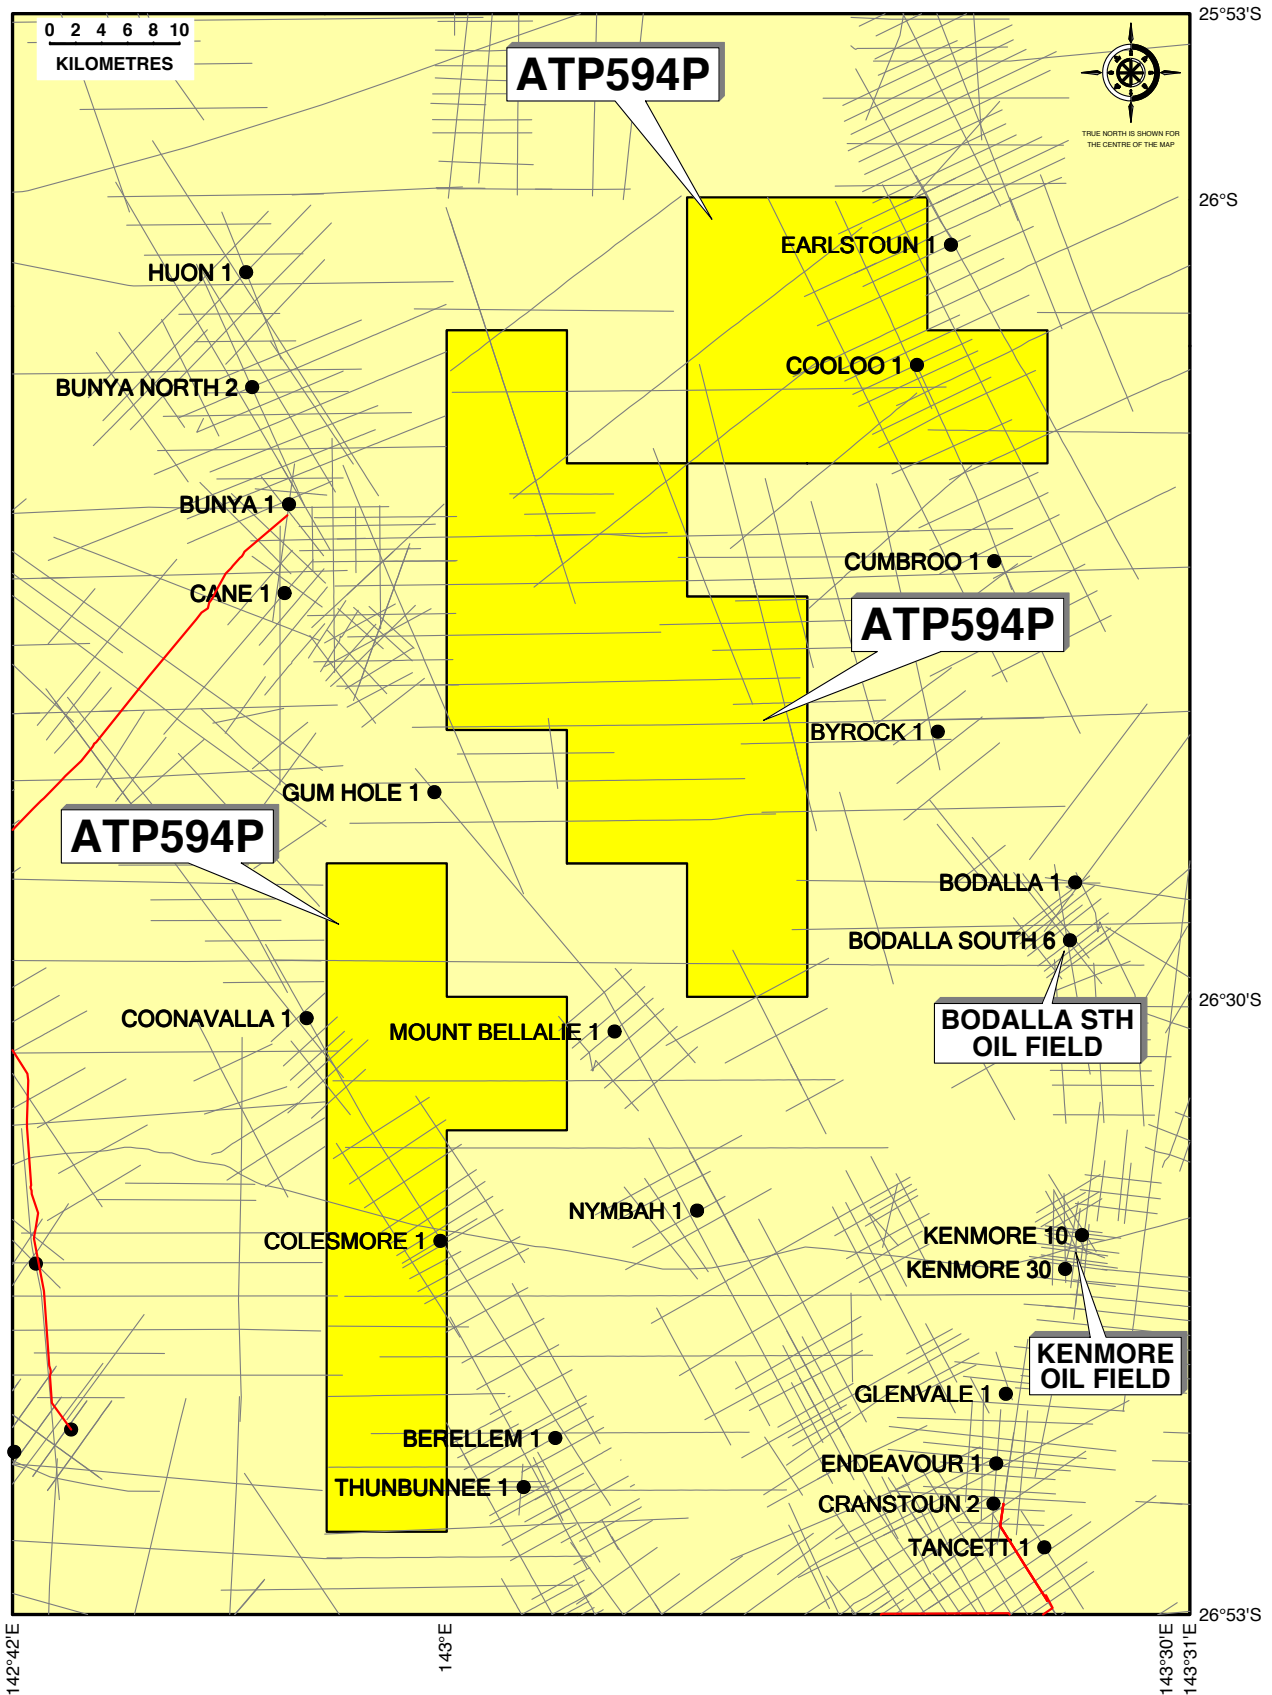 25°53'S
0 2 4 6 8 10
KILOMETRES
ATP594P
TRUE NORTH IS SHOWN FOR
THE CENTRE OF THE MAP
26°S
EARLSTOUN 1
HUON 1
COOLOO 1
BUNYA NORTH 2
BUNYA 1
CUMBROO 1
CANE 1
ATP594P
BYROCK 1
GUM HOLE 1
ATP594P
BODALLA 1
BODALLA SOUTH 6
26°30'S
COONAVALLA 1
MOUNT BELLALIE 1
BODALLA STH
OIL FIELD
NYMBAH 1
COLESMORE 1
KENMORE 10
KENMORE 30
KENMORE
OIL FIELD
GLENVALE 1
BERELLEM 1
ENDEAVOUR 1
THUNBUNNEE 1
CRANSTOUN 2
TANCETT 1
26°53'S
142°42'E
143°E
143°30'E
143°31'E